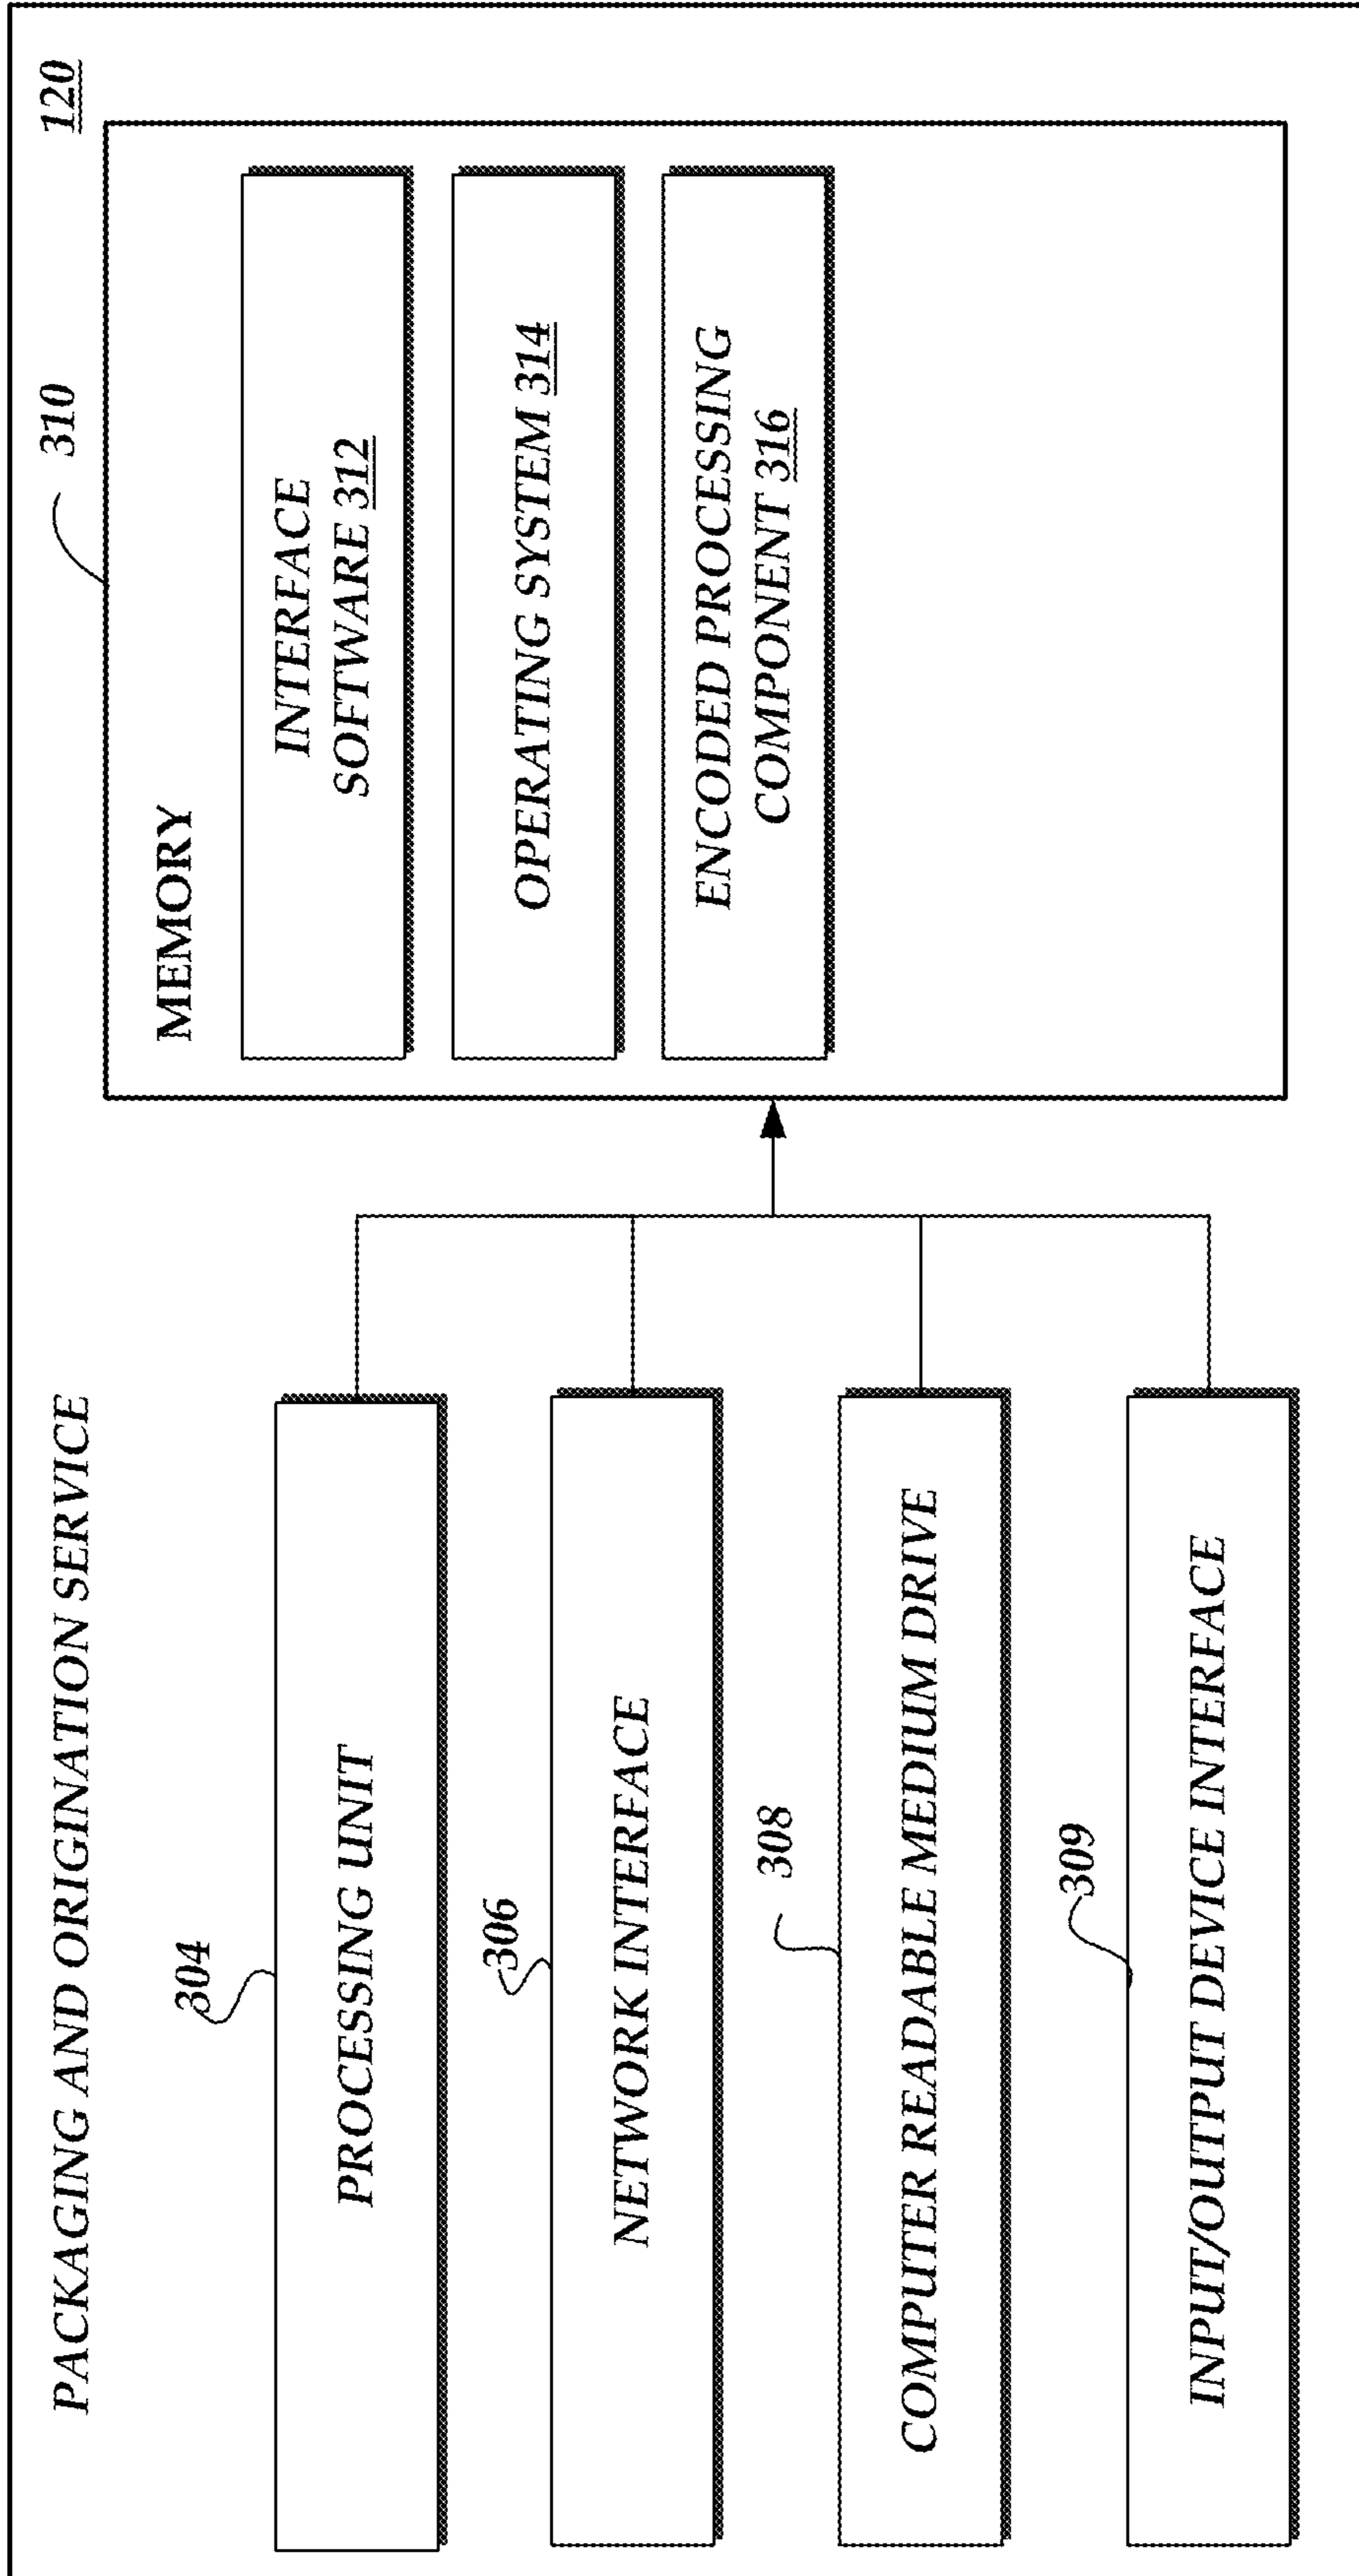 PACKAGING AND ORIGINATION SERVICE
120
304
PROCESSING UNIT
306
NETWORK INTERFACE
308
COMPUTER READABLE MEDIUM DRIVE
309
INPUT/OUTPUT DEVICE INTERFACE
310
MEMORY
INTERFACE
SOFTWARE 312
OPERATING SYSTEM 314
ENCODED PROCESSING
COMPONENT 316